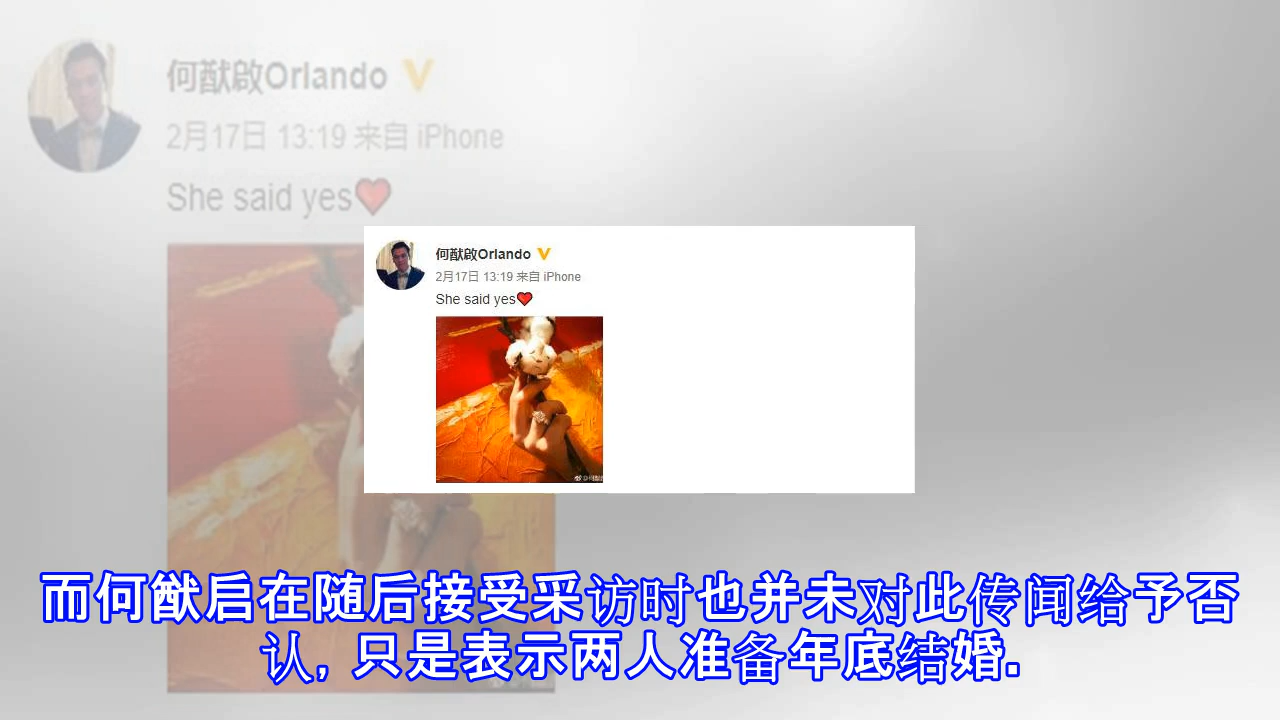 何猷啟Orlando
2月17日 13:19 来自 iPhone
She said yes❤
何猷啟Orlando
2月17日 13:19 来自 iPhone
She said yes❤
而何猷启在随后接受采访时也并未对此传闻给予否
认, 只是表示两人准备年底结婚.